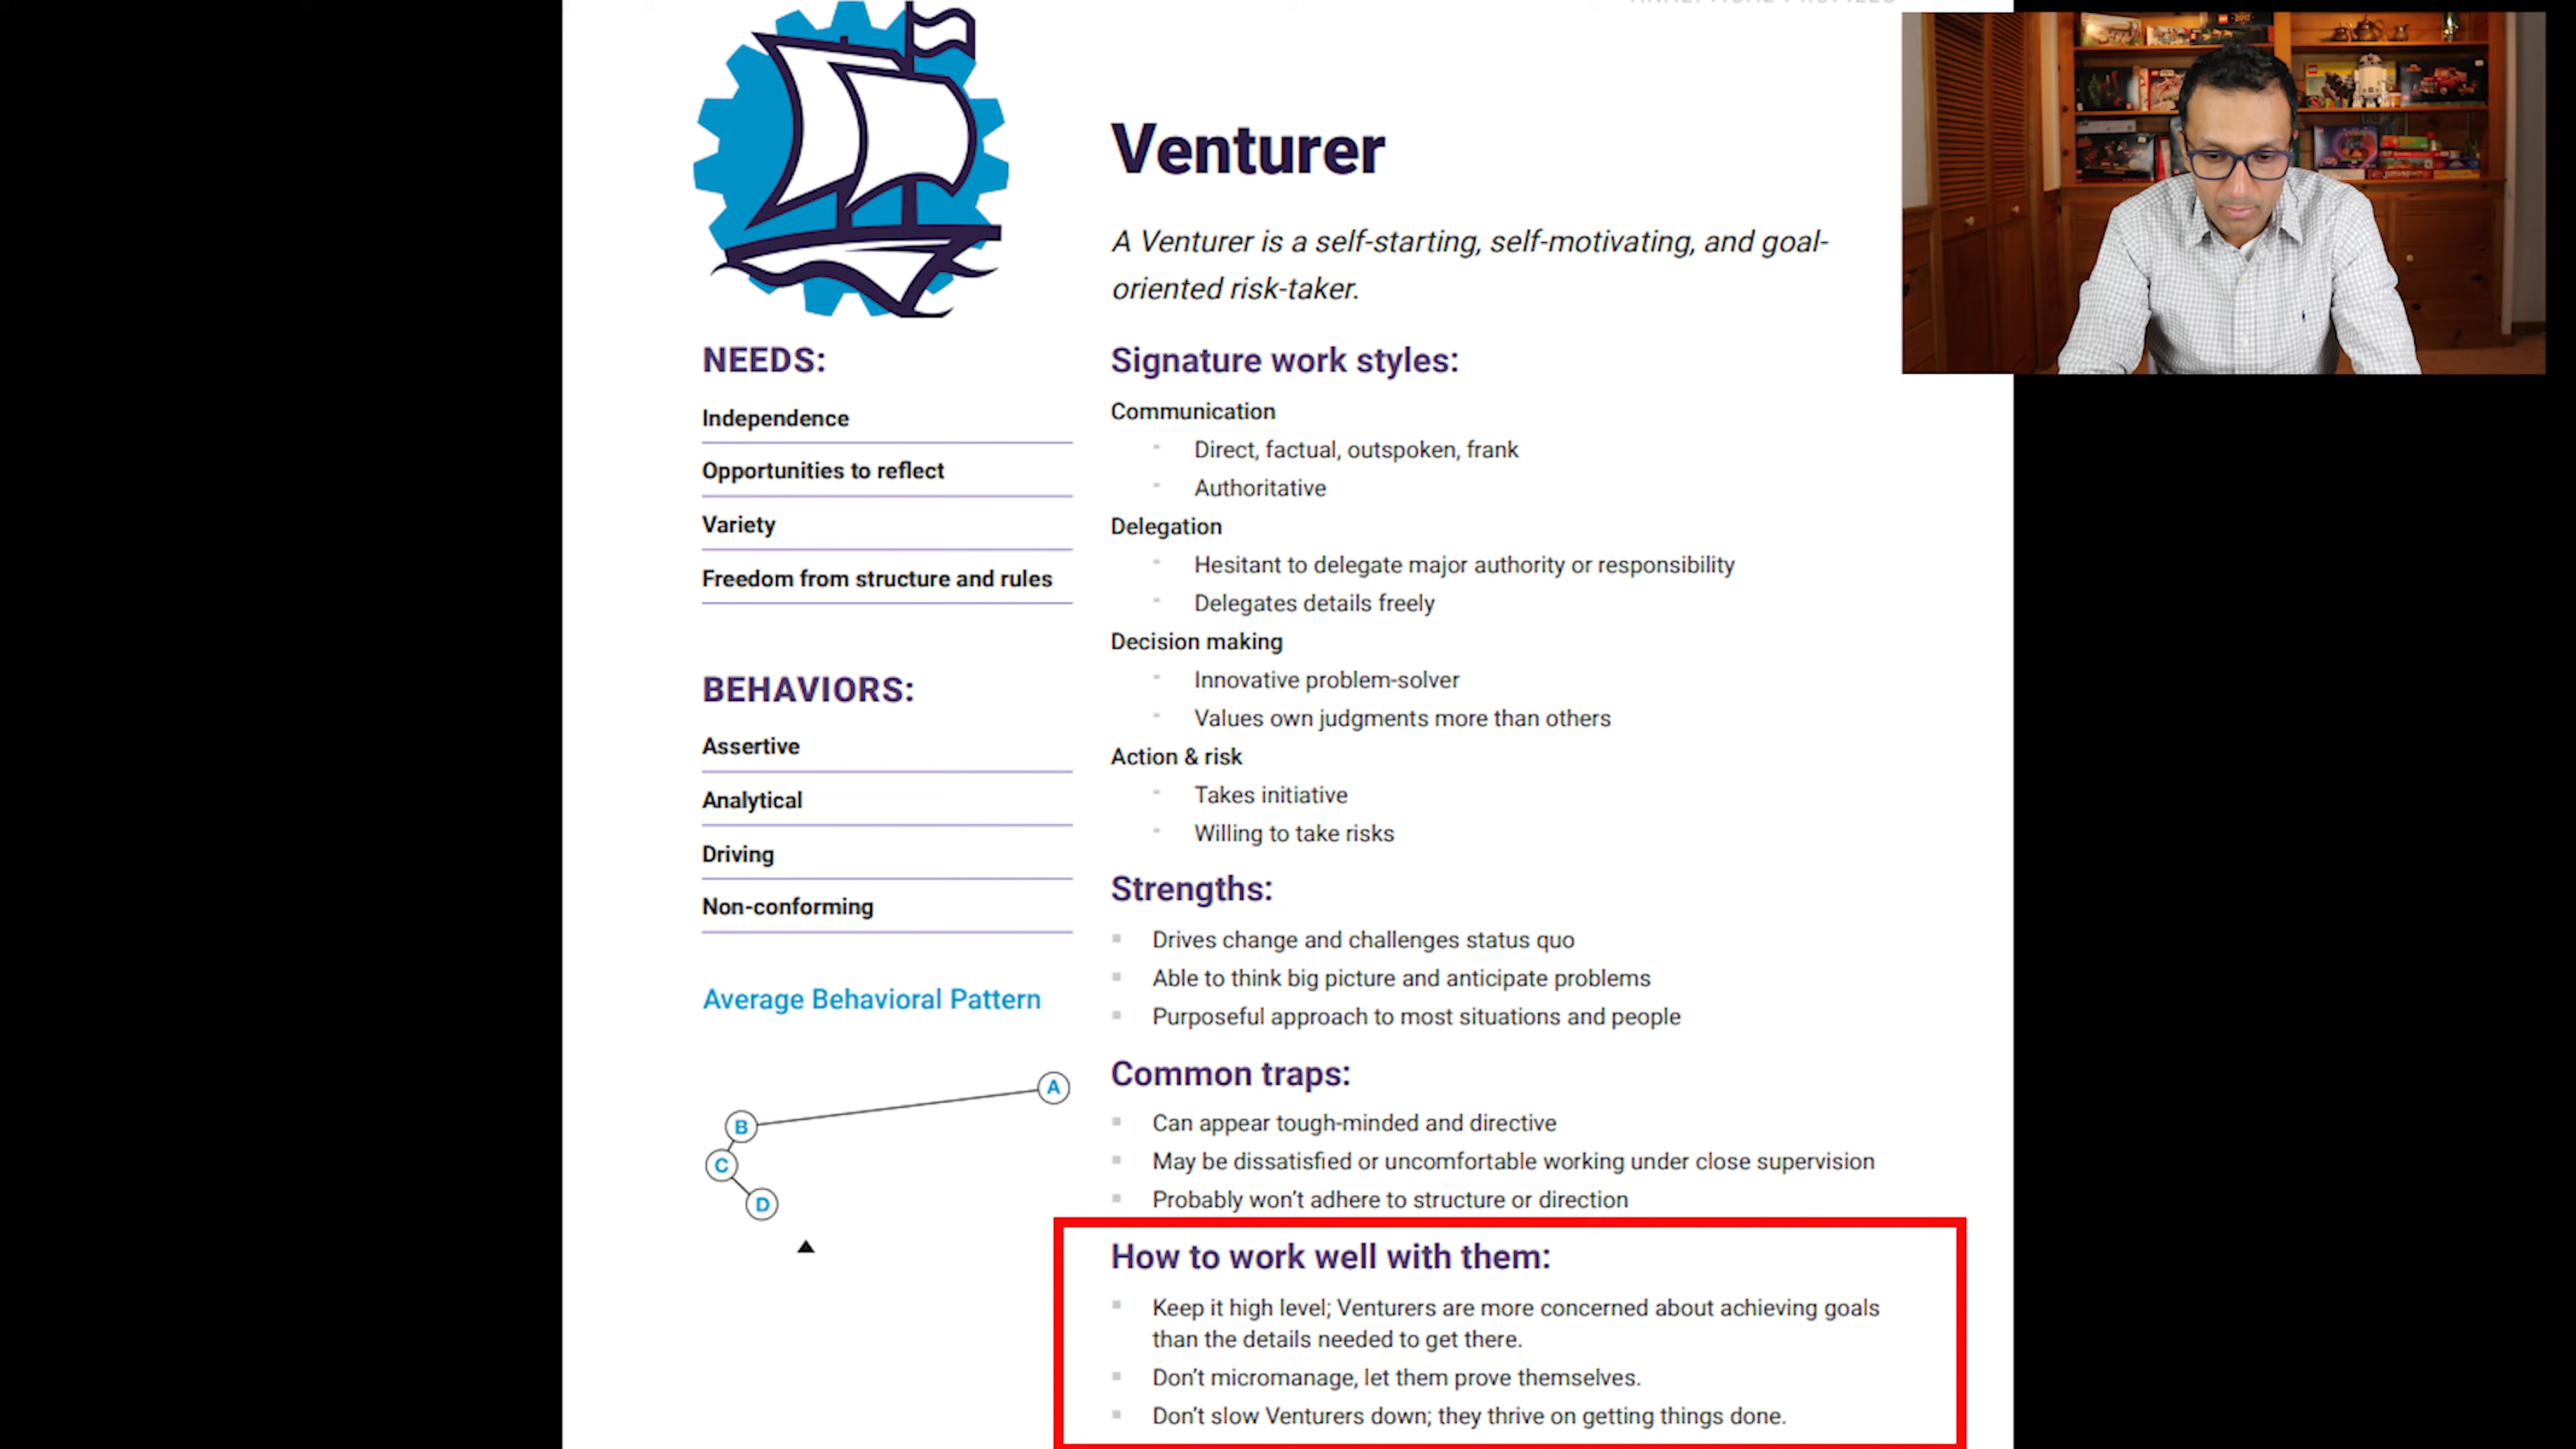 ANALYTICAL PROFILES
Venturer
A Venturer is a self-starting, self-motivating, and goal-
oriented risk-taker.
NEEDS:
Independence
Opportunities to reflect
Variety
Freedom from structure and rules
BEHAVIORS:
Assertive
Analytical
Driving
Non-conforming
Average Behavioral Pattern
A
B
C
D
Signature work styles:
Communication
Direct, factual, outspoken, frank
Authoritative
Delegation
Hesitant to delegate major authority or responsibility
Delegates details freely
Decision making
Innovative problem-solver
Values own judgments more than others
Action & risk
Takes initiative
Willing to take risks
Strengths:
Drives change and challenges status quo
Able to think big picture and anticipate problems
Purposeful approach to most situations and people
Common traps:
Can appear tough-minded and directive
May be dissatisfied or uncomfortable working under close supervision
Probably won’t adhere to structure or direction
How to work well with them:
Keep it high level; Venturers are more concerned about achieving goals
than the details needed to get there.
Don’t micromanage, let them prove themselves.
Don’t slow Venturers down; they thrive on getting things done.